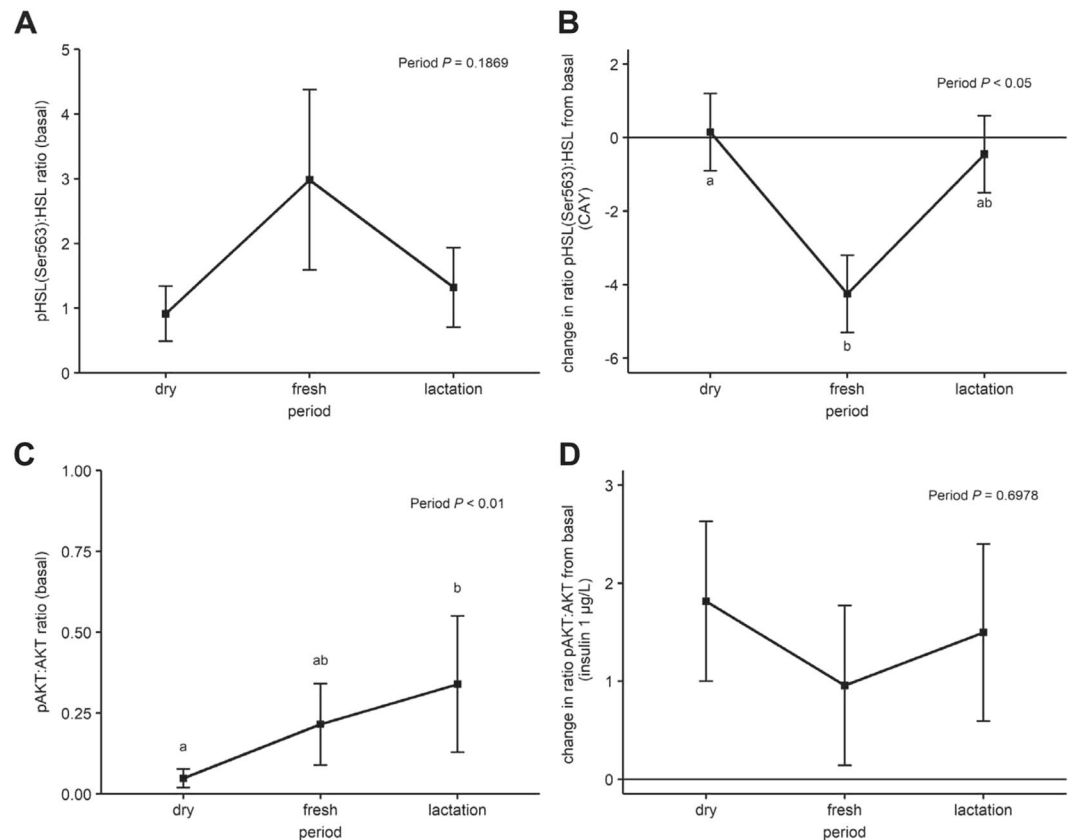 A
pHSL(Ser563):HSL ratio (basal)
5
4
3
2
1
0
Period P = 0.1869
dry
fresh
lactation
period
B
change in ratio pHSL(Ser563):HSL from basal
(CAY)
2
0
-2
-4
-6
Period P < 0.05
a
b
ab
dry
fresh
lactation
period
C
pAKT:AKT ratio (basal)
1.00
0.75
0.50
0.25
0.00
Period P < 0.01
a
ab
b
dry
fresh
lactation
period
D
change in ratio pAKT:AKT from basal
(insulin 1 µg/L)
3
2
1
0
Period P = 0.6978
dry
fresh
lactation
period